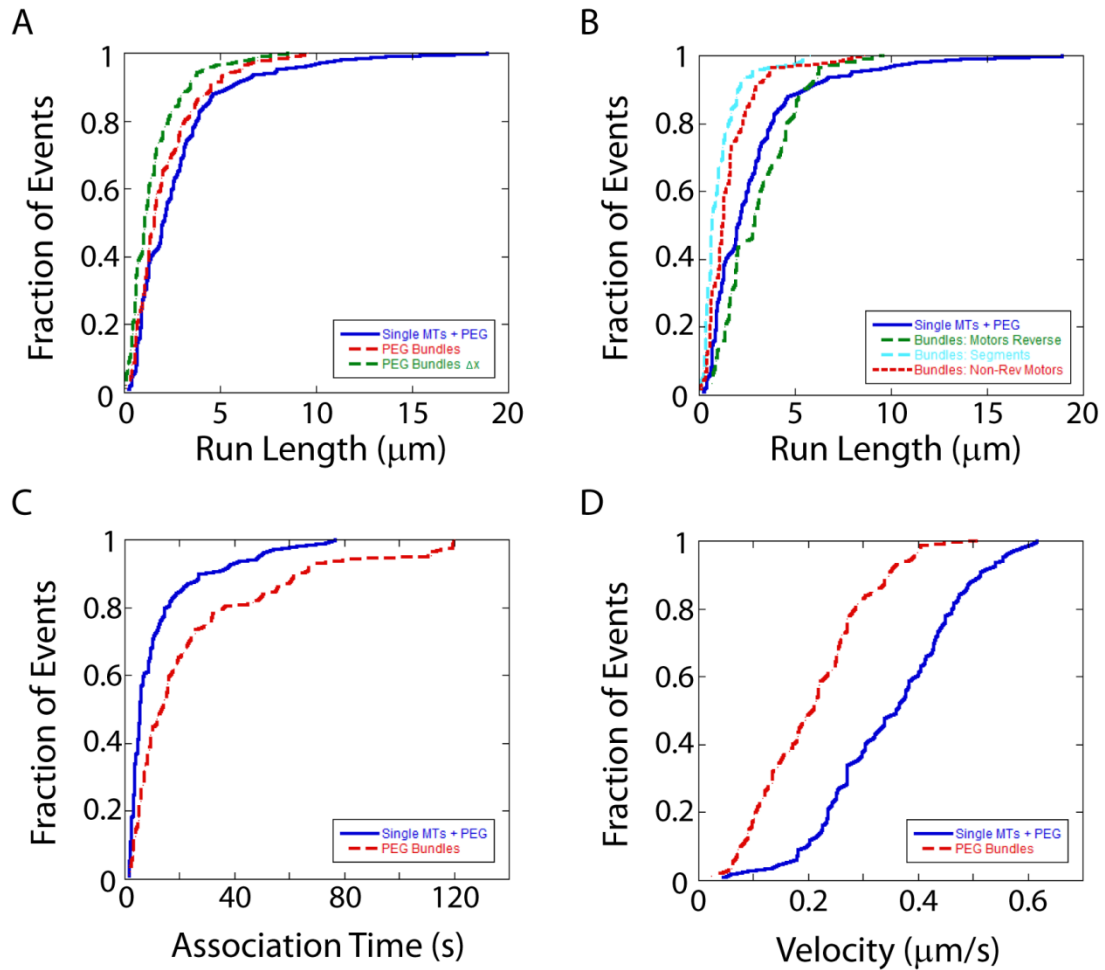 A
Fraction of Events
1
0.8
0.6
0.4
0.2
0
0 5 10 15 20
Run Length (μm)
Single MTs + PEG
PEG Bundles
PEG Bundles Δx
B
Fraction of Events
1
0.8
0.6
0.4
0.2
0
0 5 10 15 20
Run Length (μm)
Single MTs + PEG
Bundles: Motors Reverse
Bundles: Segments
Bundles: Non-Rev Motors
C
Fraction of Events
1
0.8
0.6
0.4
0.2
0
0 40 80 120
Association Time (s)
Single MTs + PEG
PEG Bundles
D
Fraction of Events
1
0.8
0.6
0.4
0.2
0
0 0.2 0.4 0.6
Velocity (μm/s)
Single MTs + PEG
PEG Bundles